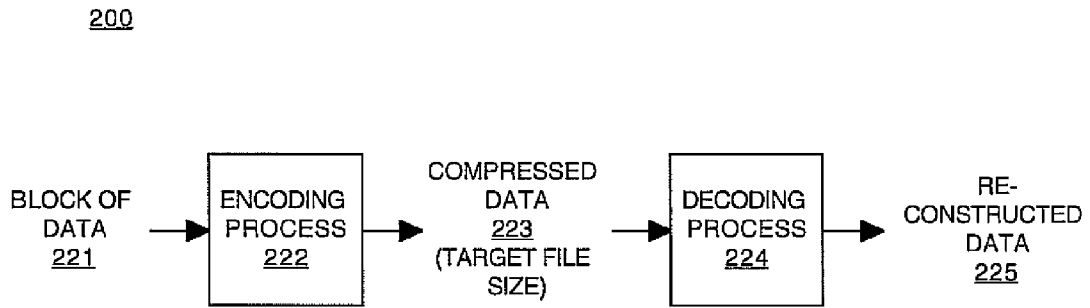 200
BLOCK OF
DATA
221
ENCODING
PROCESS
222
COMPRESSED
DATA
223
(TARGET FILE
SIZE)
DECODING
PROCESS
224
RE-
CONSTRUCTED
DATA
225